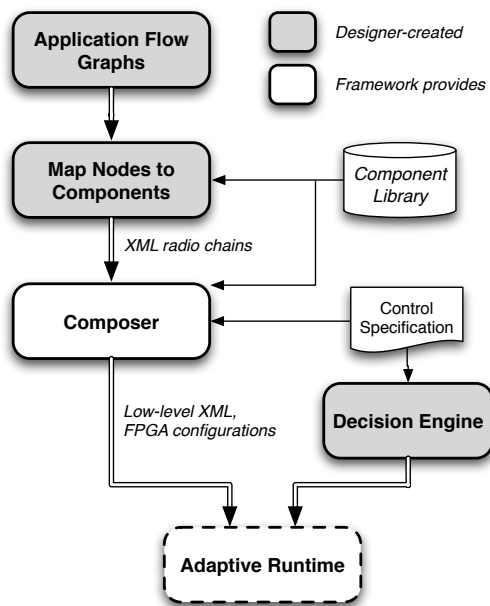 Application Flow
Graphs
Designer-created
Framework provides
Map Nodes to
Components
Component
Library
XML radio chains
Composer
Control
Specification
Low-level XML,
FPGA configurations
Decision Engine
Adaptive Runtime